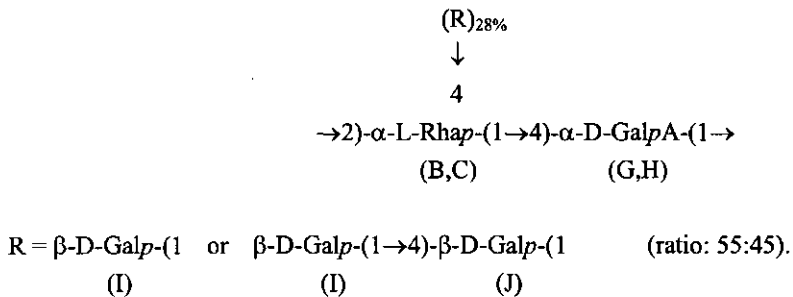 (R)28%
↓
4
→2)-α-L-Rhap-(1→4)-α-D-GalpA-(1→
(B,C) (G,H)
R = β-D-Galp-(1 or β-D-Galp-(1→4)-β-D-Galp-(1 (ratio: 55:45).
(I) (I) (J)